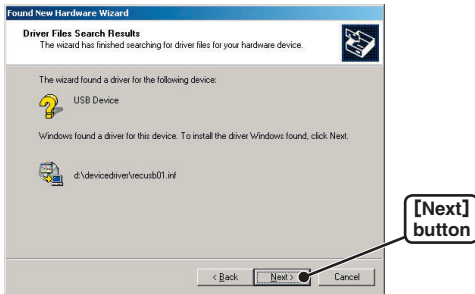 Found New Hardware Wizard
Driver Files Search Results
The wizard has finished searching for driver files for your hardware device.
The wizard found a driver for the following device:
USB Device
Windows found a driver for this device. To install the driver Windows found, click Next.
d:\devicedriver\recusb01.inf
[Next]
button
< Back
Next >
Cancel